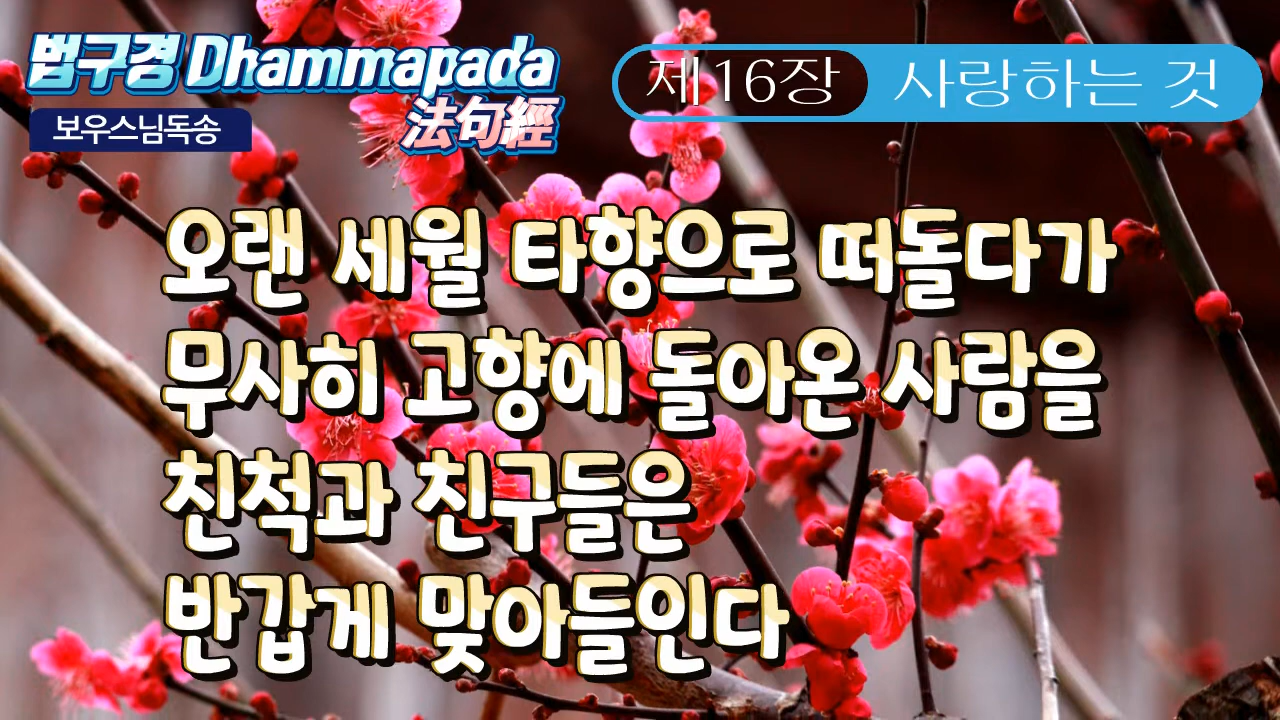 법구경 Dhammapada
法句經
보우스님독송
제16장 사랑하는 것
오랜 세월 타향으로 떠돌다가
무사히 고향에 돌아온 사람을
친척과 친구들은
반갑게 맞아들인다